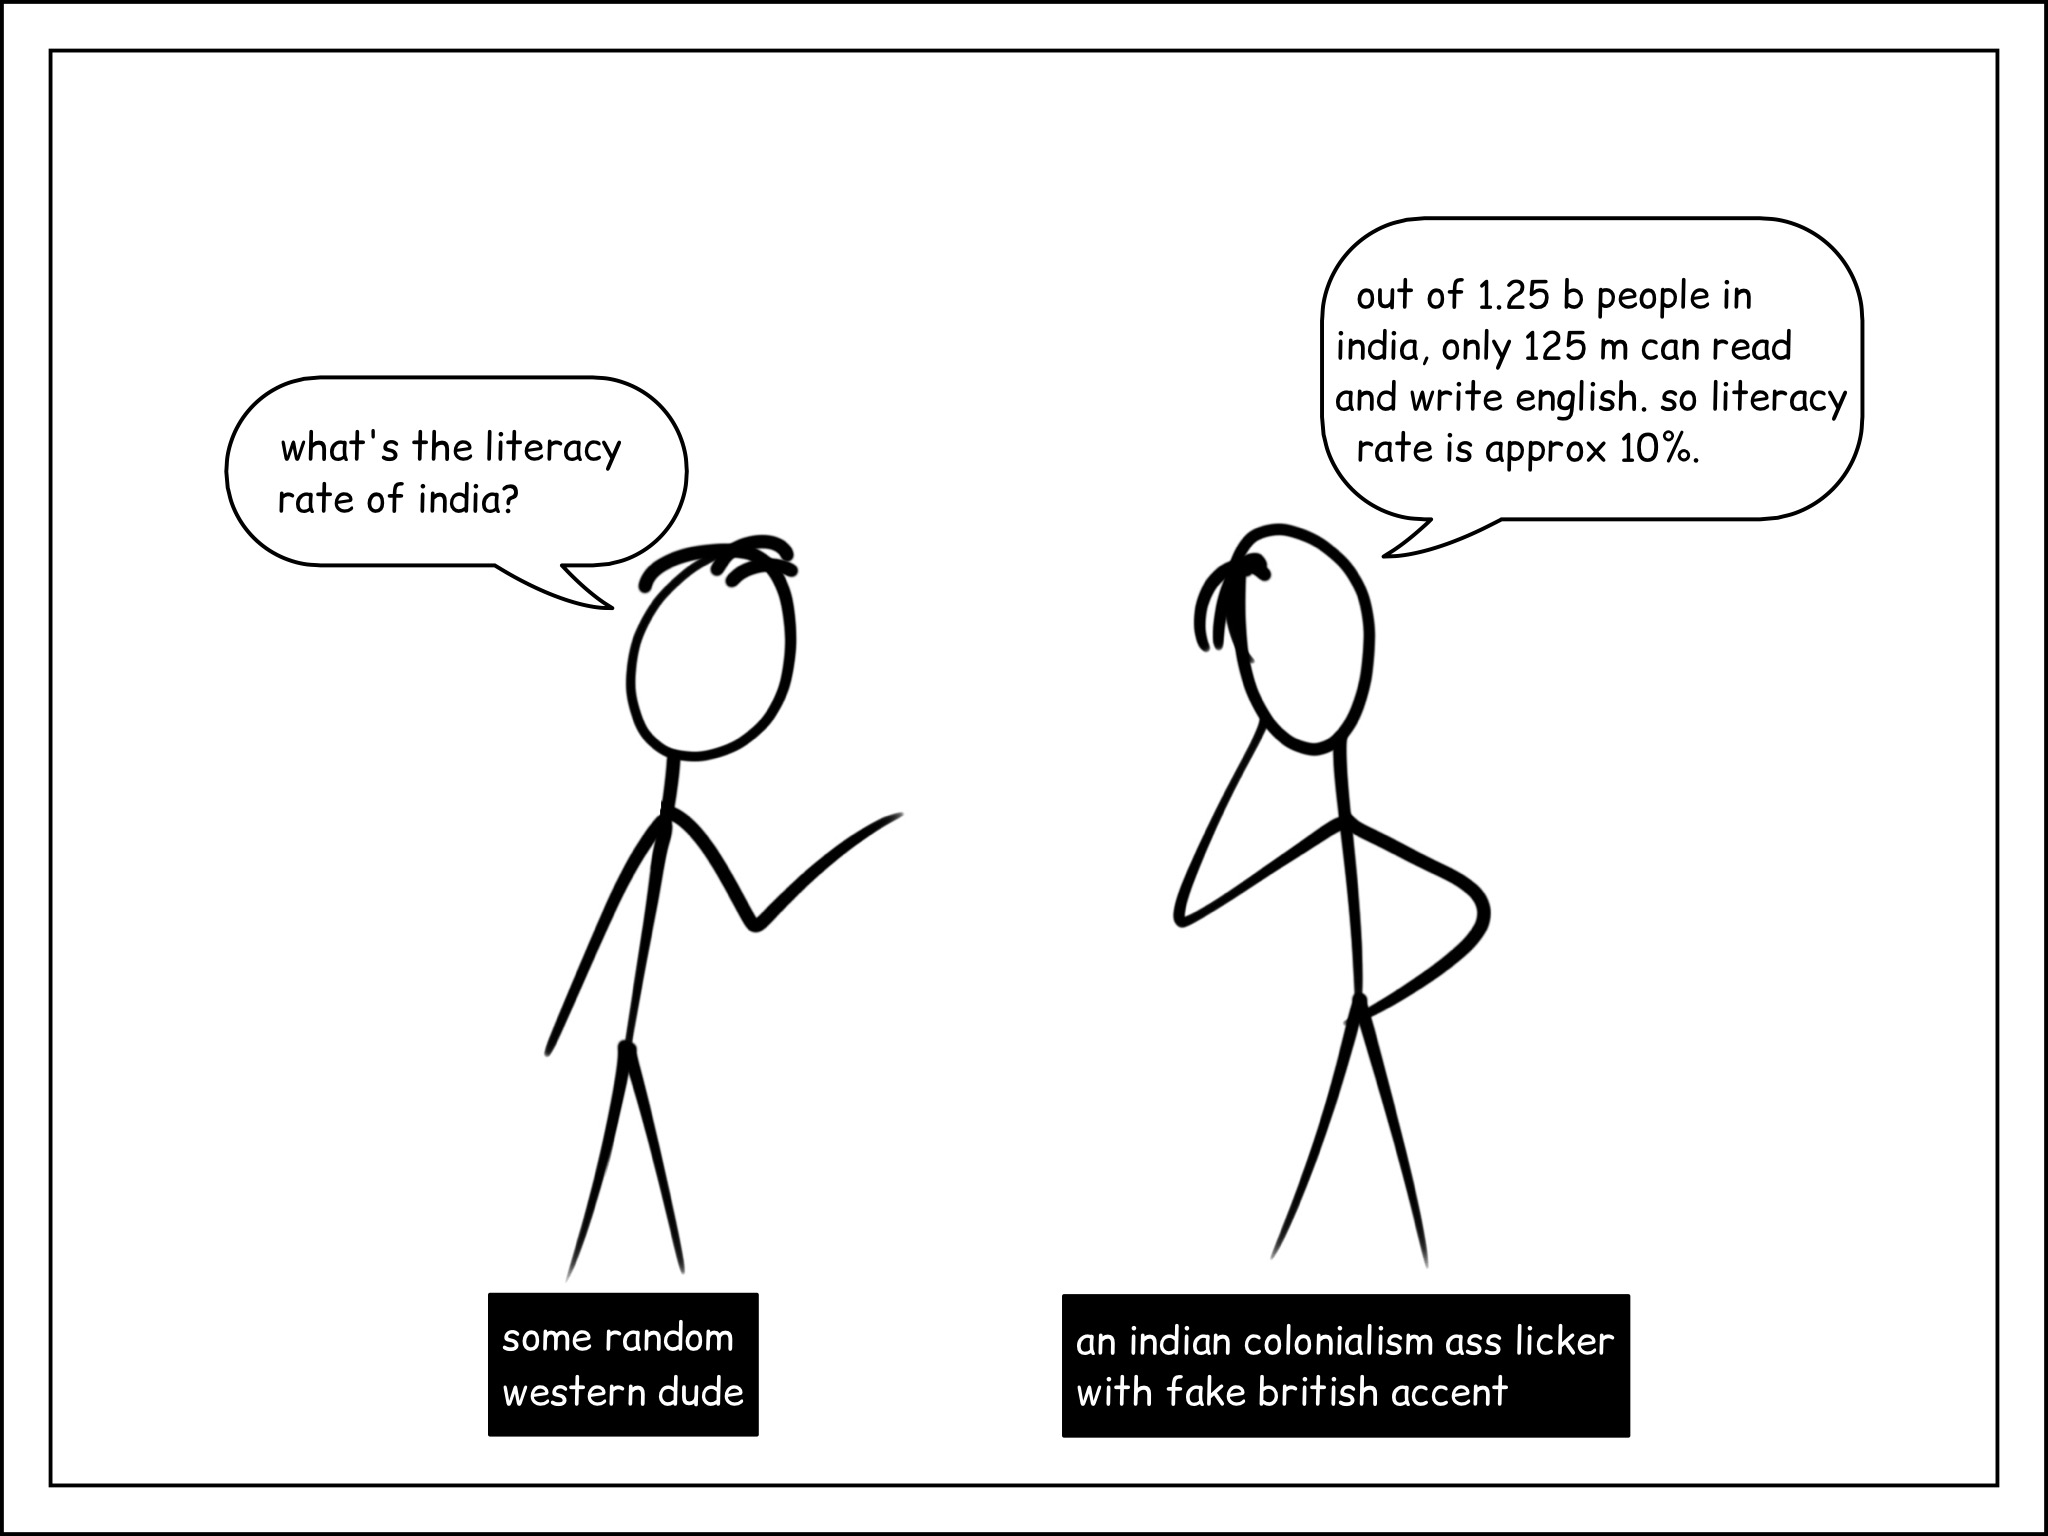 what's the literacy
rate of india?
out of 1.25 b people in
india, only 125 m can read
and write english. so literacy
rate is approx 10%.
some random
western dude
an indian colonialism ass licker
with fake british accent